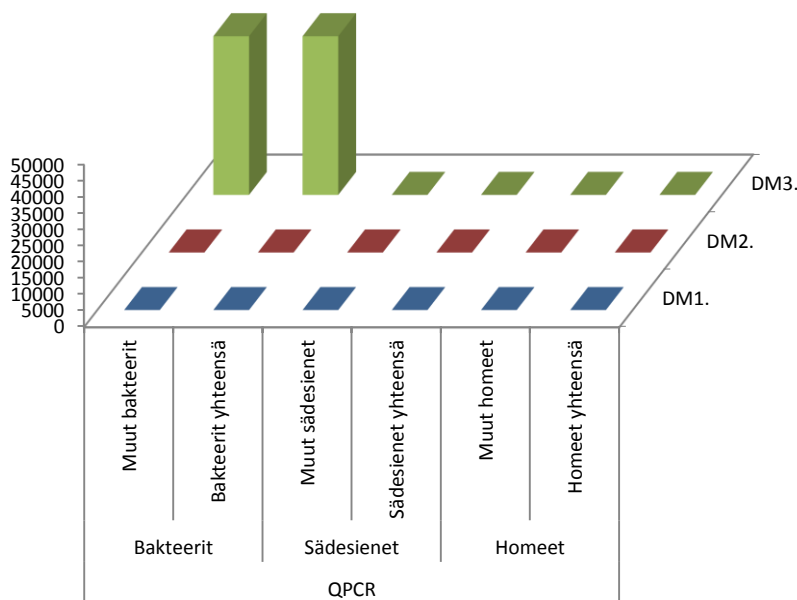 50000
45000
40000
35000
30000
25000
20000
15000
10000
5000
0
DM3.
DM2.
DM1.
Muut bakteerit
Bakteerit yhteensä
Muut sädesienet
Sädesienet yhteensä
Muut homeet
Homeet yhteensä
Bakteerit
Sädesienet
Homeet
QPCR